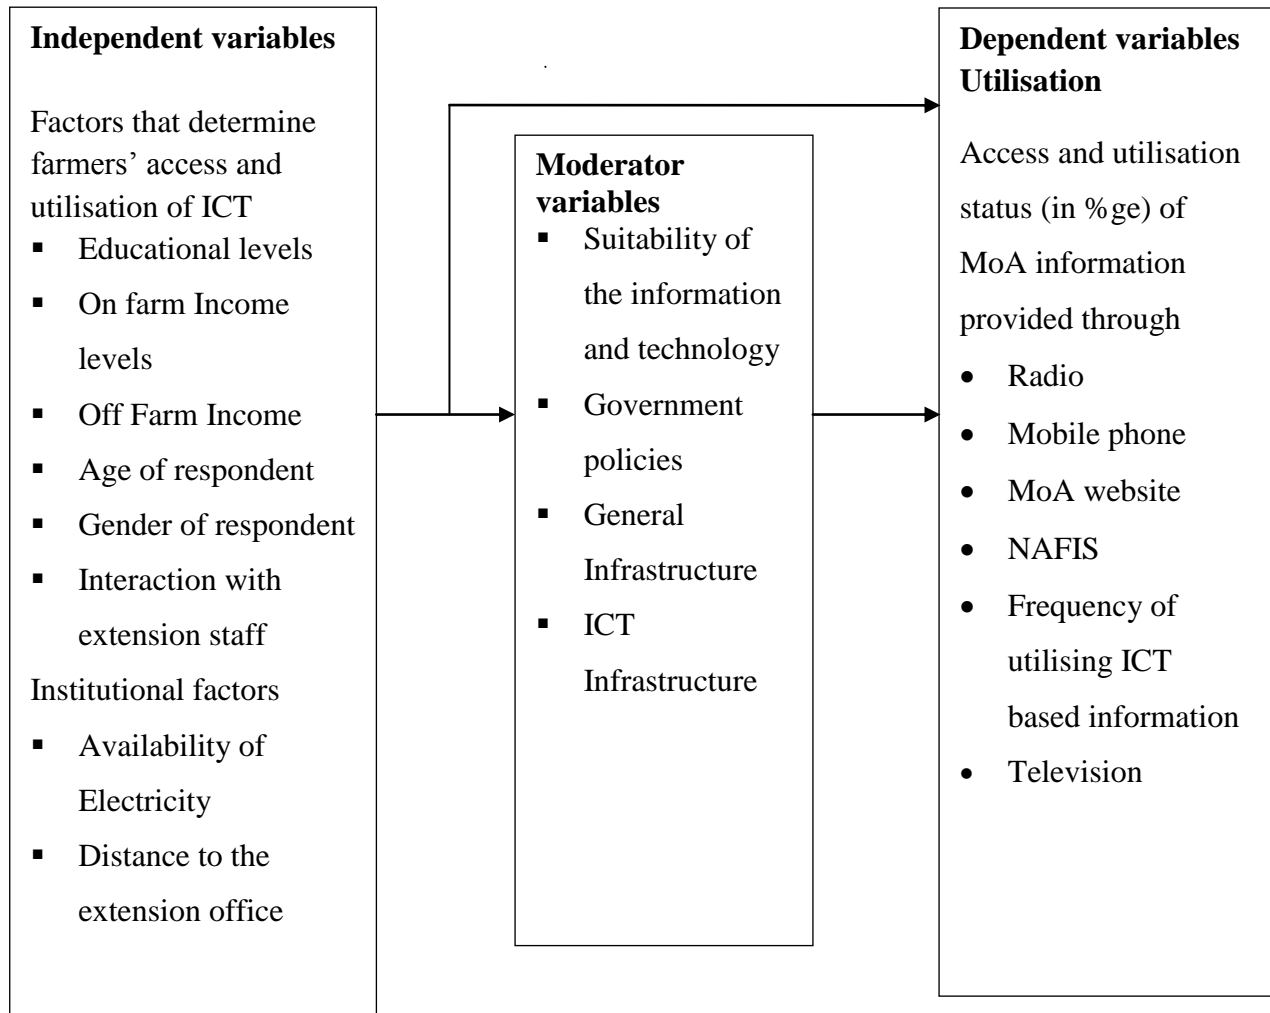 Independent variables
Factors that determine
farmers’ access and
utilisation of ICT
▪ Educational levels
▪ On farm Income
levels
▪ Off Farm Income
▪ Age of respondent
▪ Gender of respondent
▪ Interaction with
extension staff
Institutional factors
▪ Availability of
Electricity
▪ Distance to the
extension office
Moderator
variables
▪ Suitability of
the information
and technology
▪ Government
policies
▪ General
Infrastructure
▪ ICT
Infrastructure
Dependent variables
Utilisation
Access and utilisation
status (in %ge) of
MoA information
provided through
• Radio
• Mobile phone
• MoA website
• NAFIS
• Frequency of
utilising ICT
based information
• Television